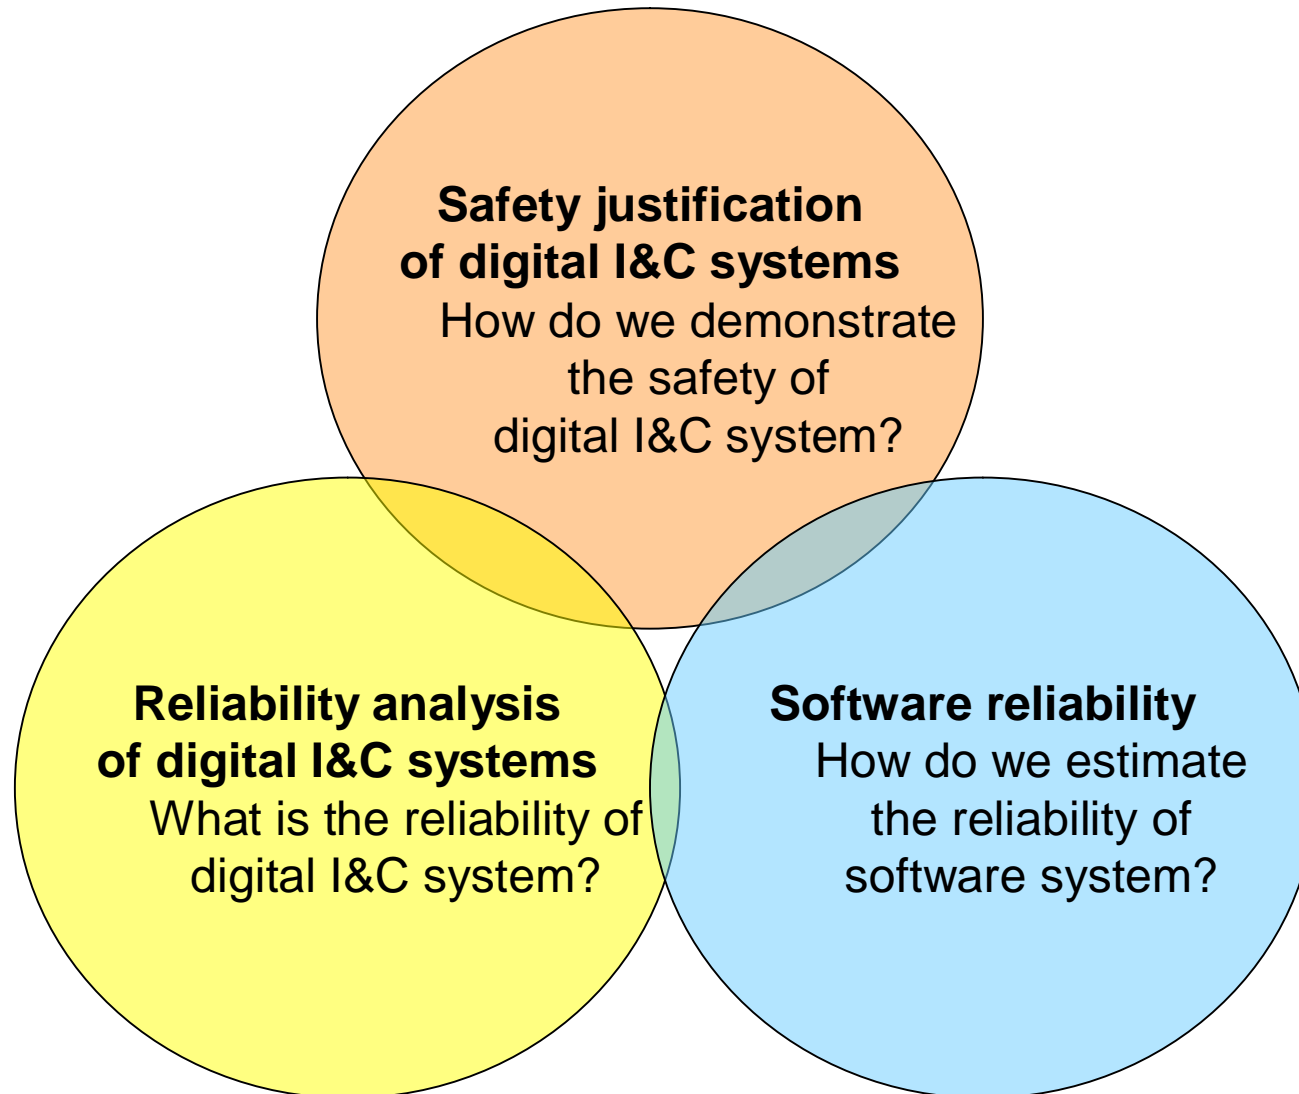 Safety justification
of digital I&C systems
How do we demonstrate
the safety of
digital I&C system?
Reliability analysis
of digital I&C systems
What is the reliability of
digital I&C system?
Software reliability
How do we estimate
the reliability of
software system?